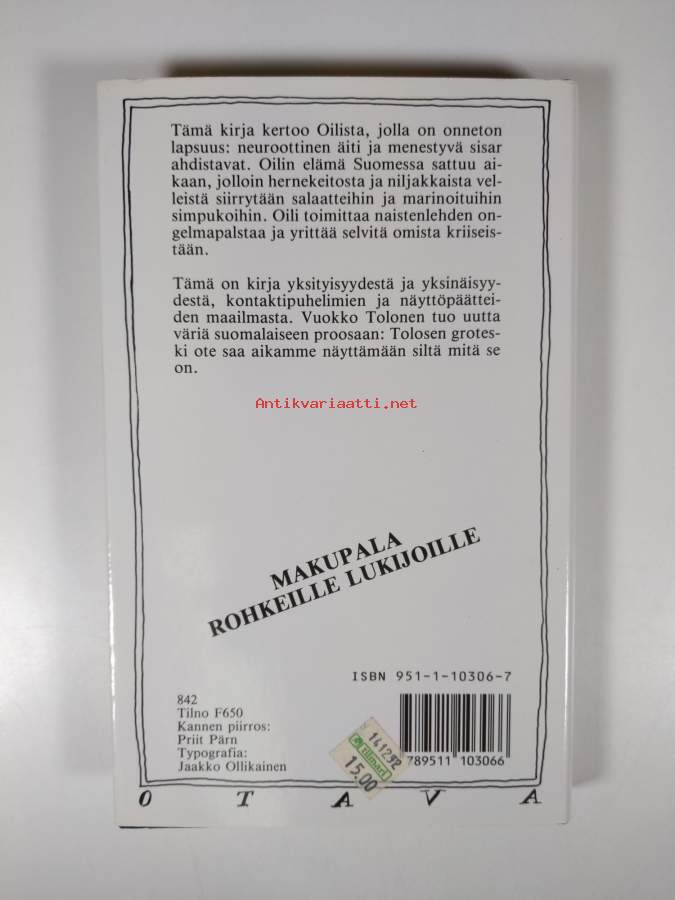 Tämä kirja kertoo Oilista, jolla on onneton
lapsuus: neuroottinen äiti ja menestyvä sisar
ahdistavat. Oilin elämä Suomessa sattuu ai-
kaan, jolloin hernekeitosta ja niljakkaista vel-
leistä siirrytään salaatteihin ja marinoituihin
simpukoihin. Oili toimittaa naistenlehden on-
gelmapalstaa ja yrittää selvitä omista kriiseis-
tään.
Tämä on kirja yksityisyydestä ja yksinäisyy-
destä, kontaktipuhelimien ja näyttöpäättei-
den maailmasta. Vuokko Tolonen tuo uutta
väriä suomalaiseen proosaan: Tolosen grotes-
ki ote saa aikamme näyttämään siltä mitä se
on.
Antikvariaatti.net
MAKUPALA
ROHKEILLE LUKIJOILLE
ISBN 951-1-10306-7
842
Tilno F650
Kannen piirros:
Priit Pärn
Typografia:
Jaakko Ollikainen
141292
Tiimari
15.00
789511 103066
OTAVA